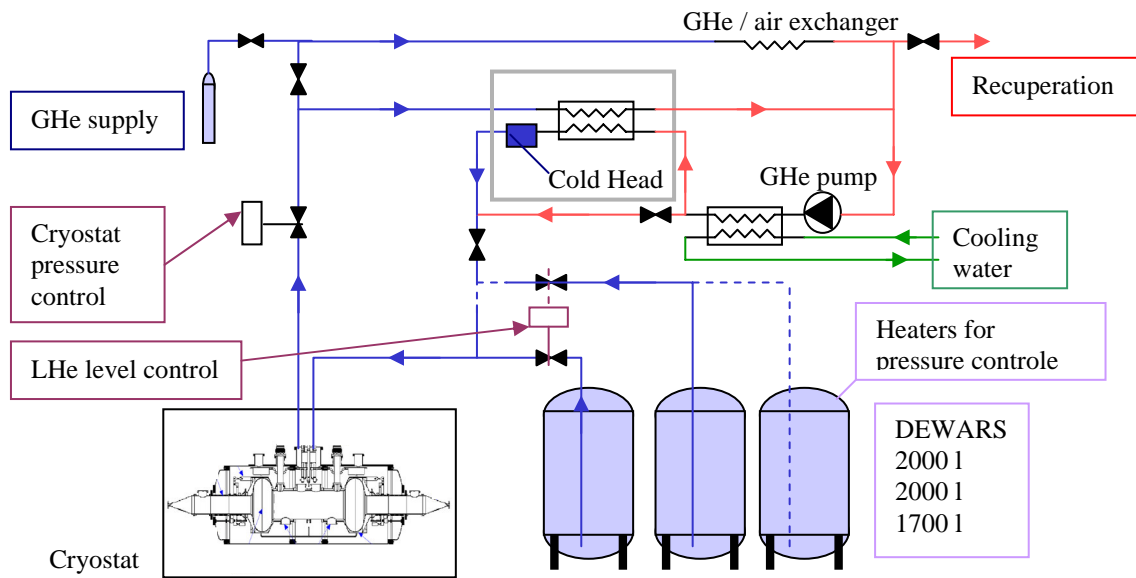 GHe / air exchanger
GHe supply
Recuperation
Cold Head
GHe pump
Cryostat
pressure
control
Cooling
water
LHe level control
Heaters for
pressure controle
DEWARS
2000 l
2000 l
1700 l
Cryostat